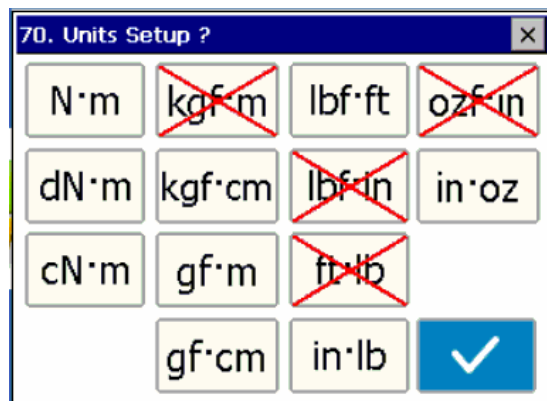 70. Units Setup ?
N·m kgf·m lbf·ft ozf·in
dN·m kgf·cm lbf·in in·oz
cN·m gf·m ft·lb
gf·cm in·lb